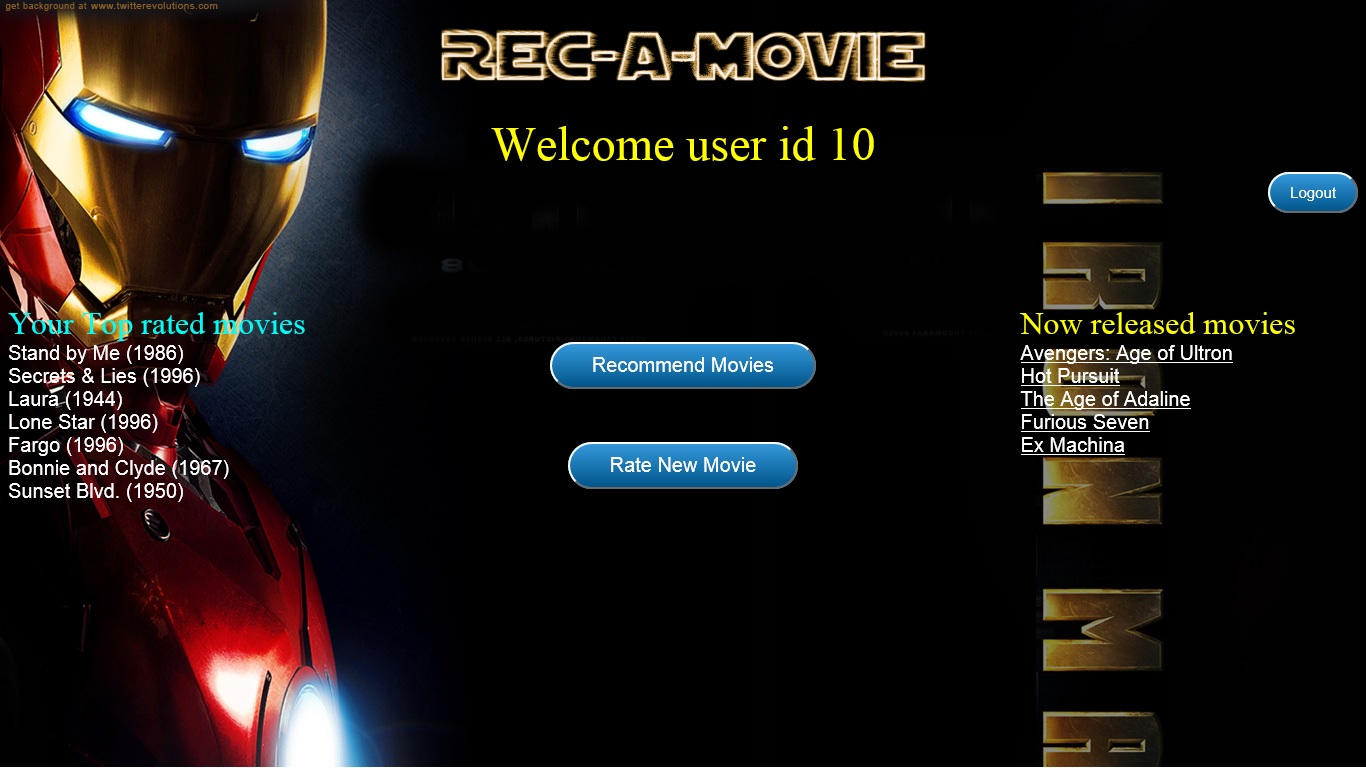 get background at www.twitterevolutions.com
REC-A-MOVIE
Welcome user id 10
Logout
Your Top rated movies
Stand by Me (1986)
Secrets & Lies (1996)
Laura (1944)
Lone Star (1996)
Fargo (1996)
Bonnie and Clyde (1967)
Sunset Blvd. (1950)
Recommend Movies
Rate New Movie
Now released movies
Avengers: Age of Ultron
Hot Pursuit
The Age of Adaline
Furious Seven
Ex Machina
IRON MA